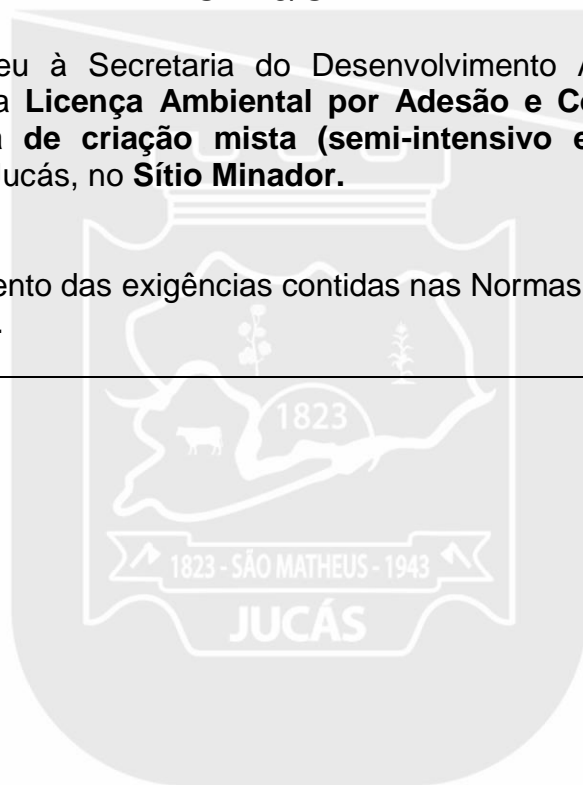 eu à Secretaria do Desenvolvimento A
a Licença Ambiental por Adesão e Co
de criação mista (semi-intensivo e
Jucás, no Sítio Minador.
ento das exigências contidas nas Normas
.
1823
1823 - SÃO MATHEUS - 1943
JUCÁS